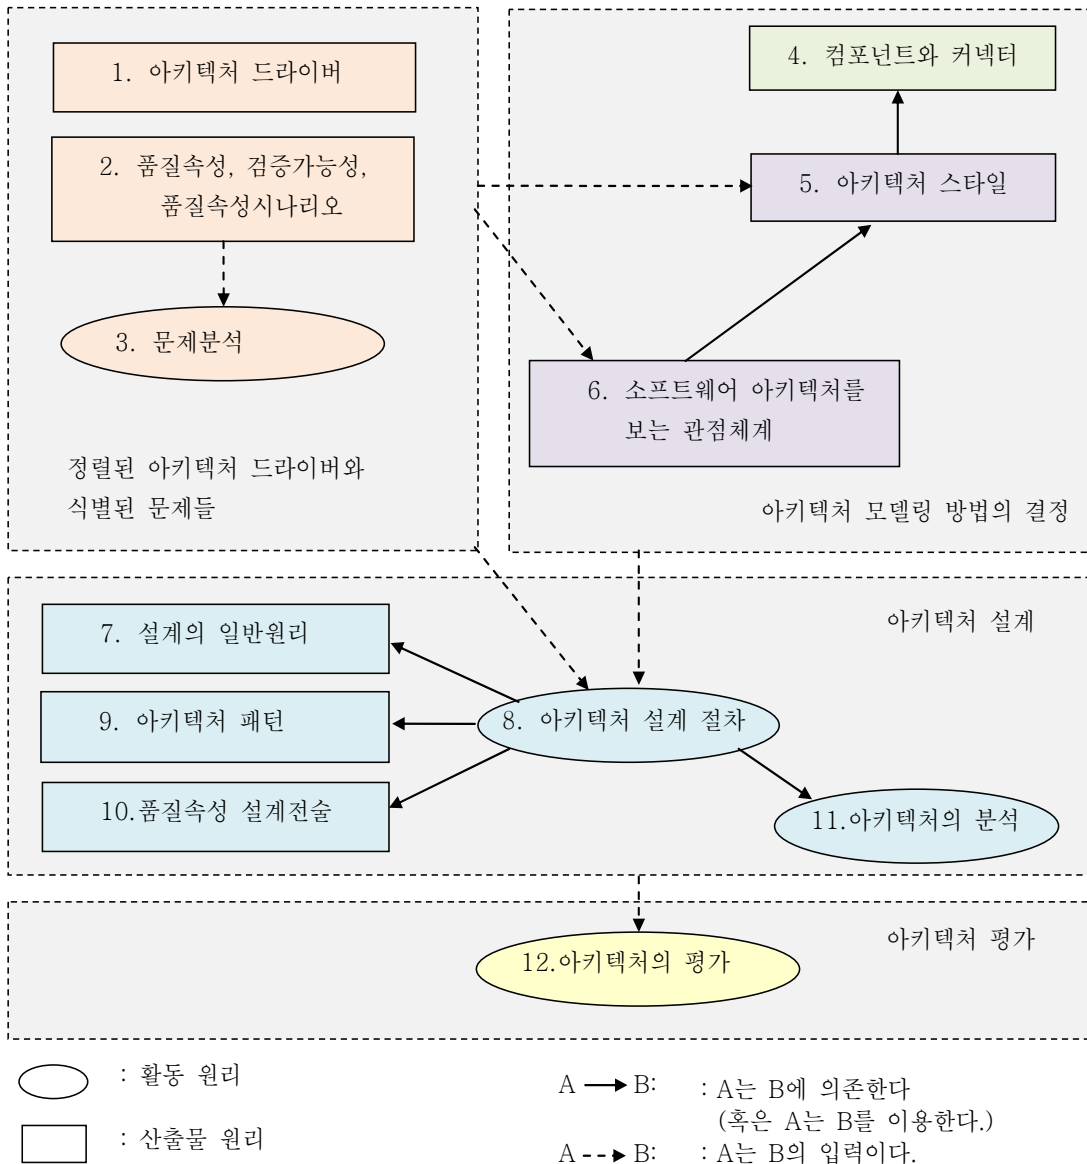 1. 아키텍처 드라이버
2. 품질속성, 검증가능성,
품질속성시나리오
3. 문제분석
정렬된 아키텍처 드라이버와
식별된 문제들
4. 컴포넌트와 커넥터
5. 아키텍처 스타일
6. 소프트웨어 아키텍처를
보는 관점체계
아키텍처 모델링 방법의 결정
아키텍처 설계
7. 설계의 일반원리
8. 아키텍처 설계 절차
9. 아키텍처 패턴
10.품질속성 설계전술
11.아키텍처의 분석
아키텍처 평가
12.아키텍처의 평가
: 활동 원리
: 산출물 원리
A B: : A는 B에 의존한다
(혹은 A는 B를 이용한다.)
A B: : A는 B의 입력이다.